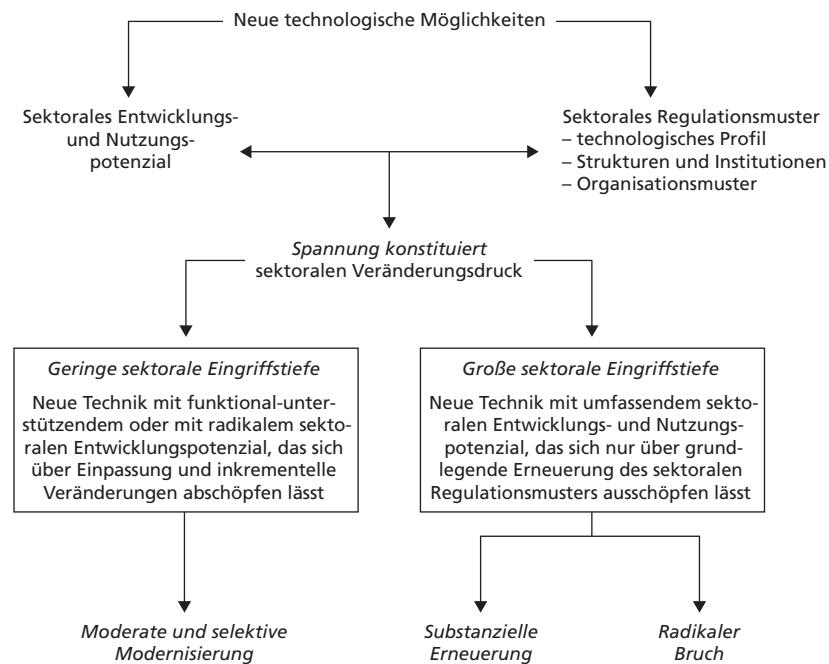 Neue technologische Möglichkeiten
Sektorales Entwicklungs-
und Nutzungs-
potenzial
Sektorales Regulationsmuster
– technologisches Profil
– Strukturen und Institutionen
– Organisationsmuster
Spannung konstituiert
sektoralen Veränderungsdruck
Geringe sektorale Eingriffstiefe
Neue Technik mit funktional-unter-
stützendem oder mit radikalem sekto-
ralen Entwicklungspotenzial, das sich
über Einpassung und inkrementelle
Veränderungen abschöpfen lässt
Große sektorale Eingriffstiefe
Neue Technik mit umfassendem sekto-
ralen Entwicklungs- und Nutzungs-
potenzial, das sich nur über grund-
legende Erneuerung des sektoralen
Regulationsmusters ausschöpfen lässt
Moderate und selektive
Modernisierung
Substanzielle
Erneuerung
Radikaler
Bruch